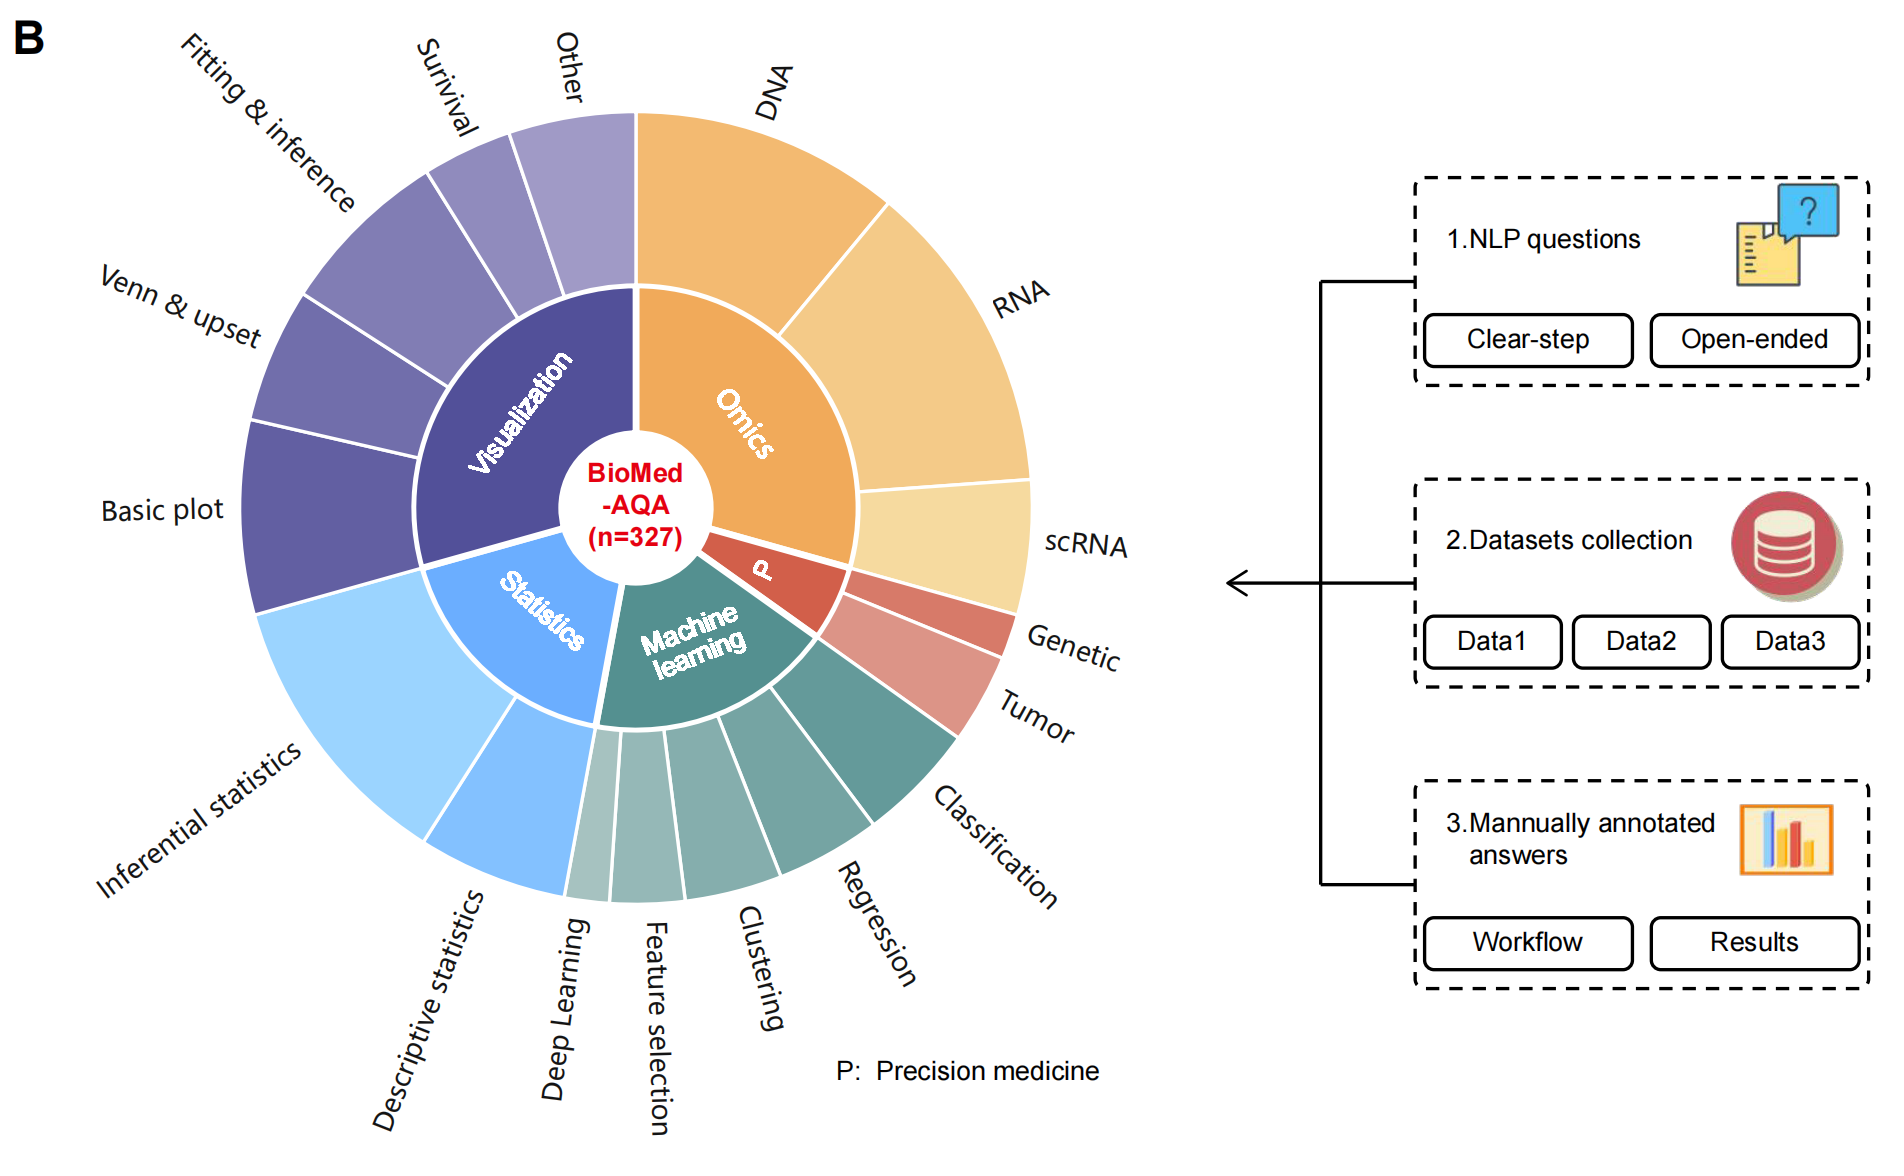 B
Fitting & inference
Surivival
Other
DNA
RNA
scRNA
Genetic
Tumor
Classification
Regression
Clustering
Feature selection
Deep Learning
Descriptive statistics
Inferential statistics
Basic plot
Venn & upset
Visualization
Omics
P
Machine
learning
Statistics
BioMed
-AQA
(n=327)
P: Precision medicine
1.NLP questions
?
Clear-step
Open-ended
2.Datasets collection
Data1
Data2
Data3
3.Mannually annotated
answers
Workflow
Results